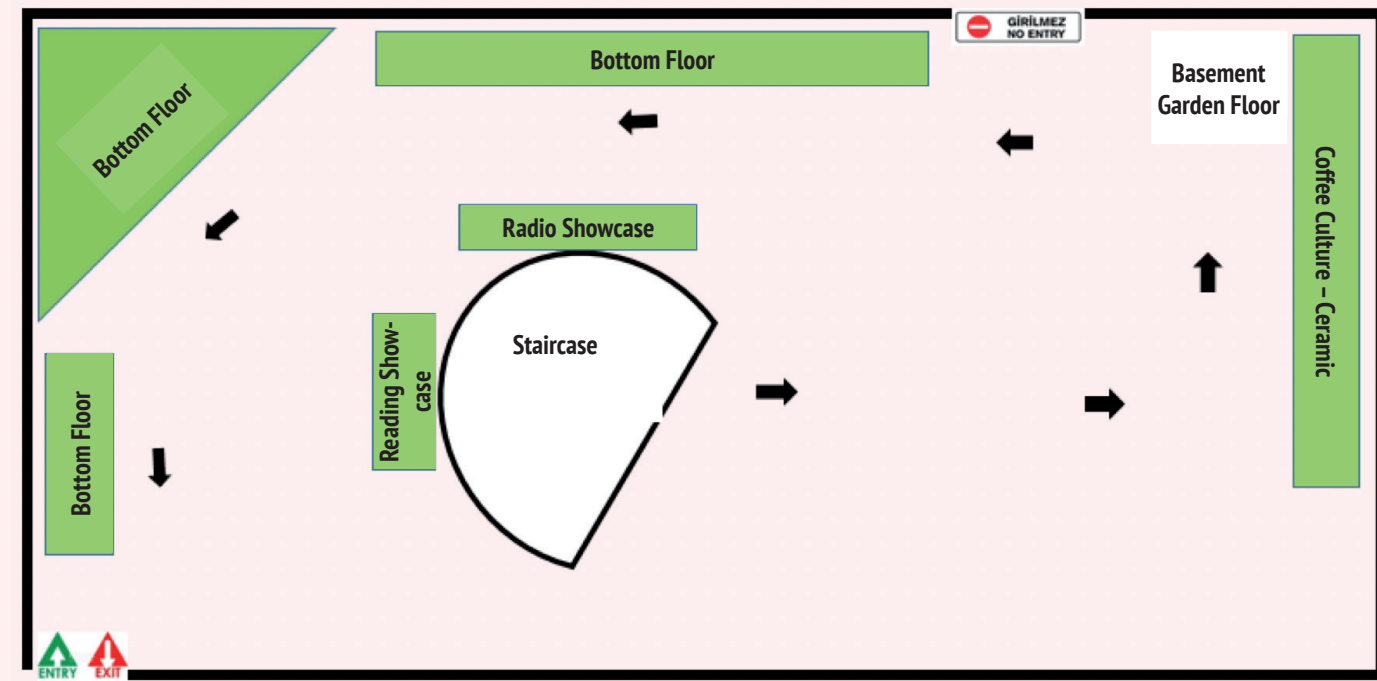 GİRİLMEZ
NO ENTRY
Bottom Floor
Bottom Floor
Basement
Garden Floor
Coffee Culture – Ceramic
Radio Showcase
Reading Show-
case
Staircase
Bottom Floor
ENTRY
EXIT